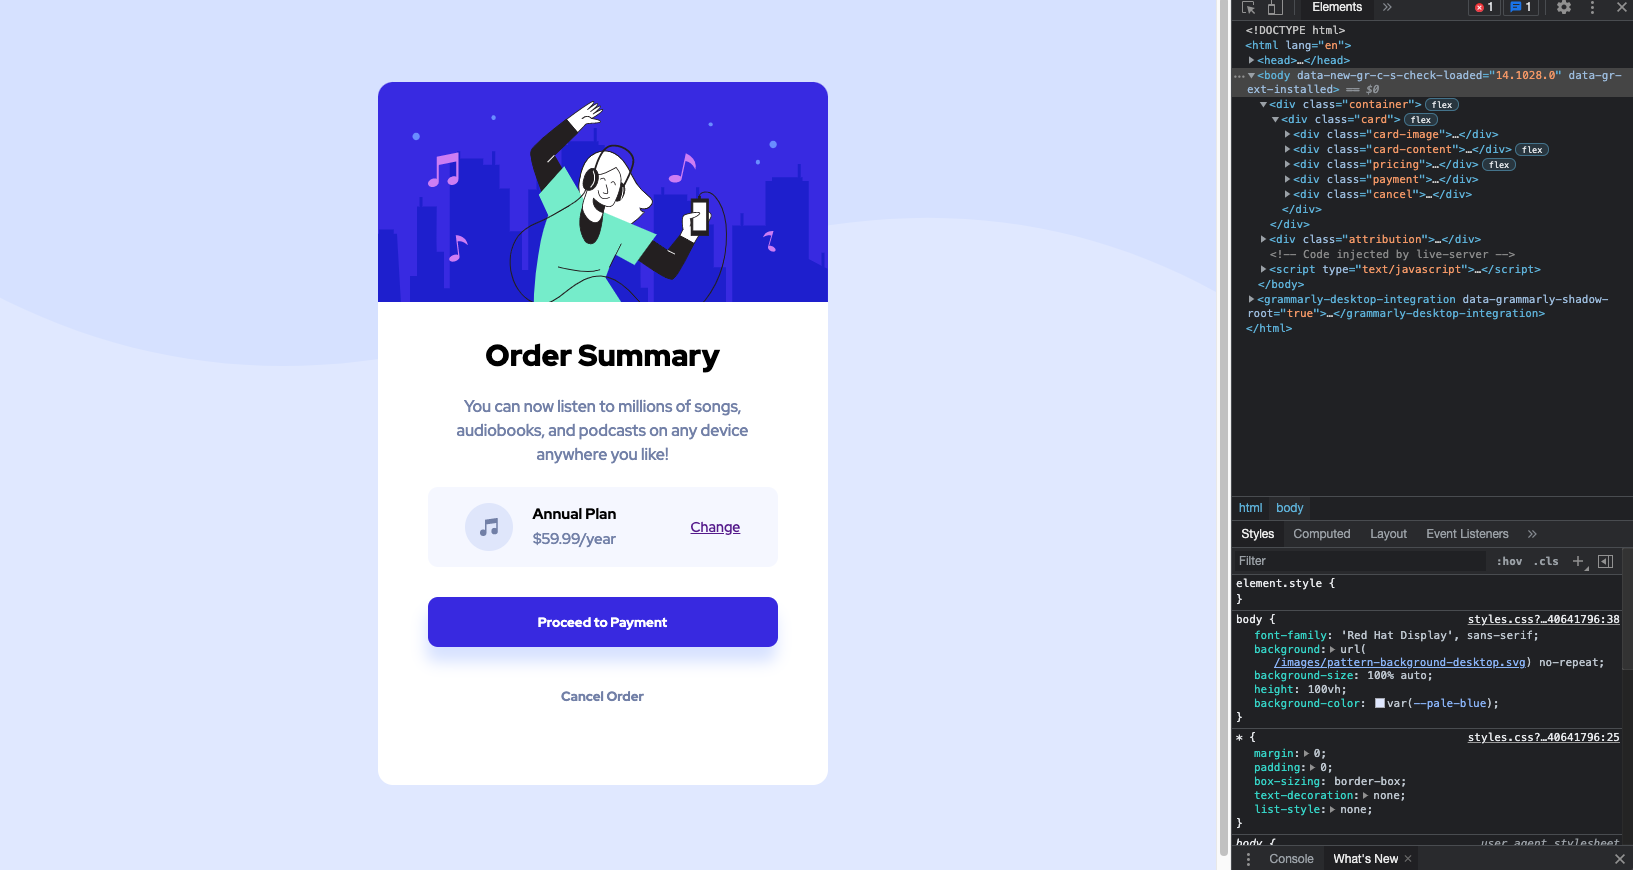 Order Summary
You can now listen to millions of songs,
audiobooks, and podcasts on any device
anywhere you like!
Annual Plan
$59.99/year
Change
Proceed to Payment
Cancel Order
Elements
1
1
<!DOCTYPE html>
<html lang="en">
<head>…</head>
<body data-new-gr-c-s-check-loaded="14.1028.0" data-gr-
ext-installed> == $0
<div class="container"> flex
<div class="card"> flex
<div class="card-image">…</div>
<div class="card-content">…</div> flex
<div class="pricing">…</div> flex
<div class="payment">…</div>
<div class="cancel">…</div>
</div>
</div>
<div class="attribution">…</div>
<!-- Code injected by live-server -->
<script type="text/javascript">…</script>
</body>
<grammarly-desktop-integration data-grammarly-shadow-
root="true">…</grammarly-desktop-integration>
</html>
html body
Styles Computed Layout Event Listeners
Filter :hov .cls
element.style {
}
body { styles.css?…40641796:38
font-family: 'Red Hat Display', sans-serif;
background: url(
/images/pattern-background-desktop.svg) no-repeat;
background-size: 100% auto;
height: 100vh;
background-color: var(--pale-blue);
}
* { styles.css?…40641796:25
margin: 0;
padding: 0;
box-sizing: border-box;
text-decoration: none;
list-style: none;
}
body { user agent stylesheet
Console What's New